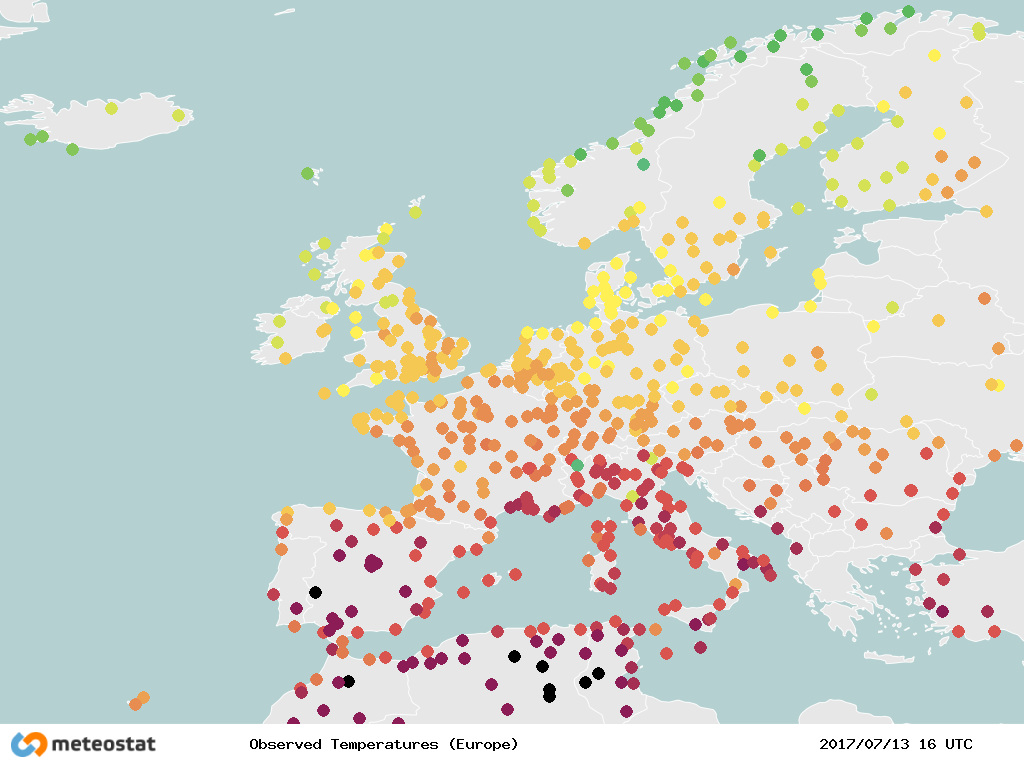 meteostat
Observed Temperatures (Europe)
2017/07/13 16 UTC